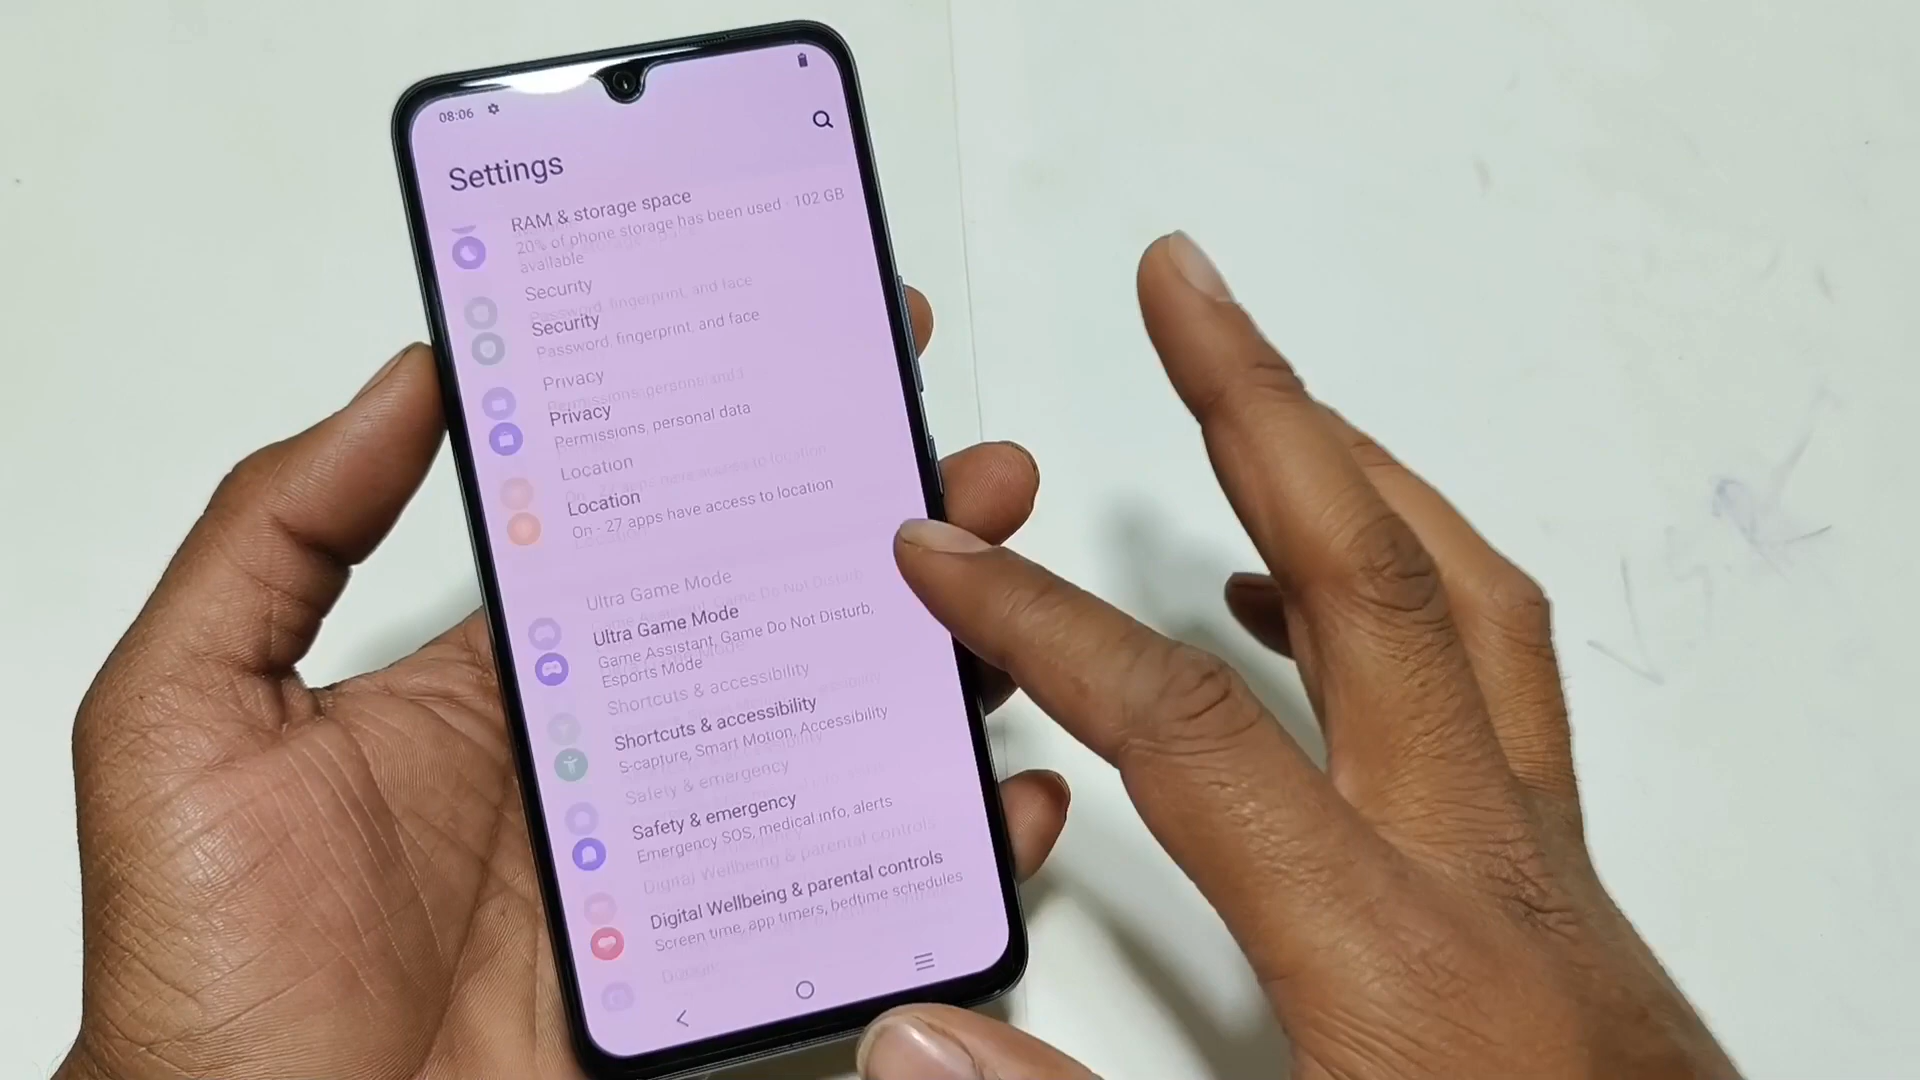 08:06
Settings
RAM & storage space
20% of phone storage has been used - 102 GB
available
Security
Password, fingerprint, and face
Security
Password, fingerprint, and face
Privacy
Privacy
Permissions, personal data
Location
Location
On - 27 apps have access to location
Ultra Game Mode
Ultra Game Mode
Game Assistant, Game Do Not Disturb,
Esports Mode
Shortcuts & accessibility
Shortcuts & accessibility
S-capture, Smart Motion, Accessibility
Safety & emergency
Safety & emergency
Emergency SOS, medical info, alerts
Digital Wellbeing & parental controls
Digital Wellbeing & parental controls
Screen time, app timers, bedtime schedules